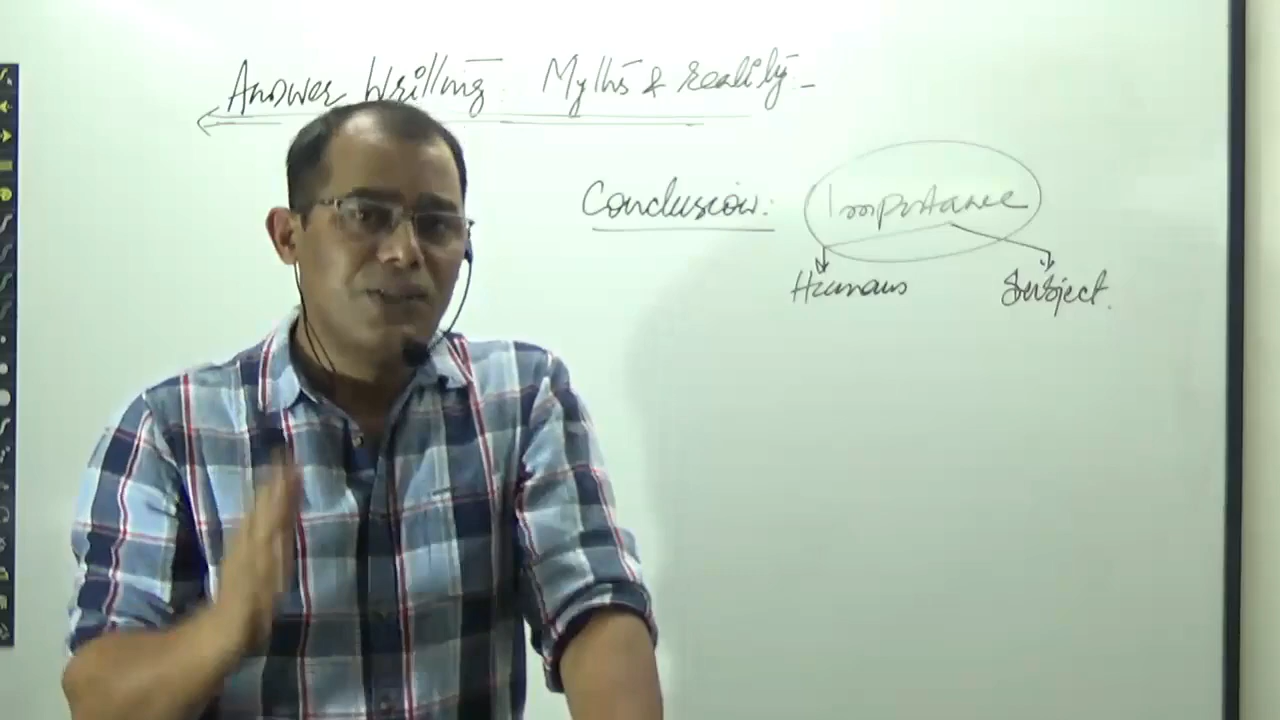 Answer Writing Myths & reality -
Conclusion: Importance
Humans Subject.